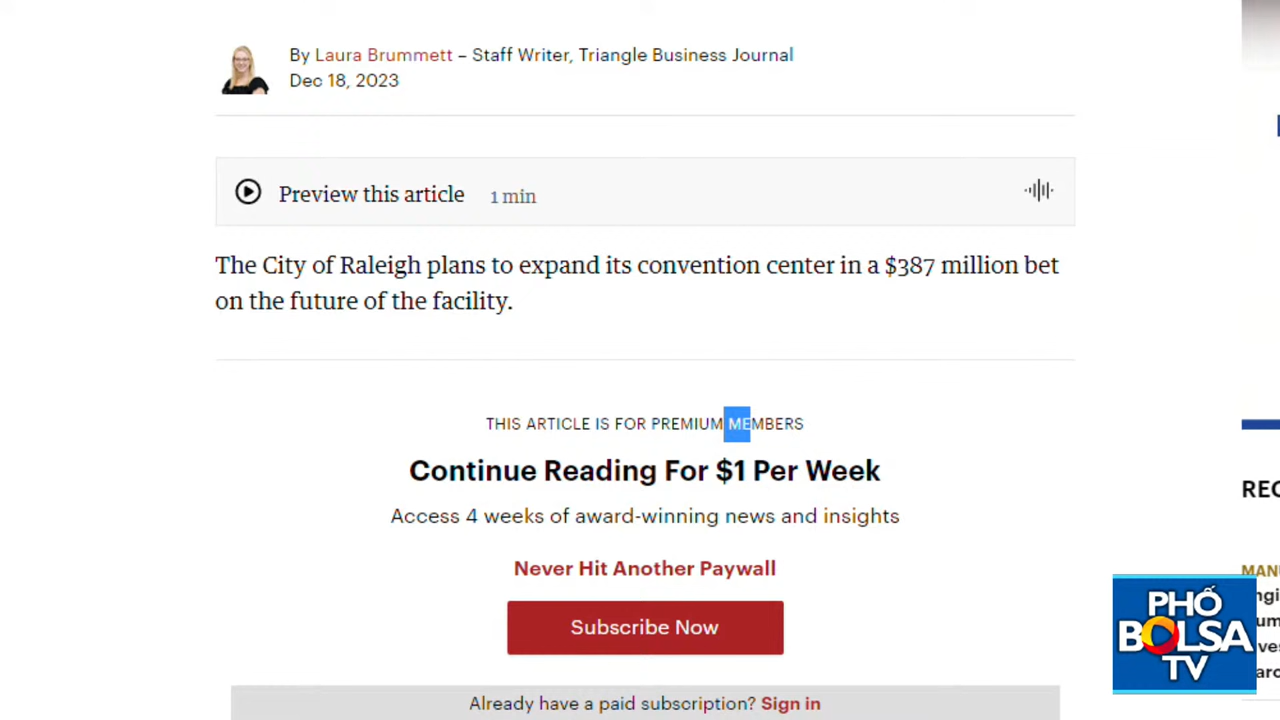 By Laura Brummett – Staff Writer, Triangle Business Journal
Dec 18, 2023
Preview this article 1 min
The City of Raleigh plans to expand its convention center in a $387 million bet
on the future of the facility.
THIS ARTICLE IS FOR PREMIUM MEMBERS
Continue Reading For $1 Per Week
Access 4 weeks of award-winning news and insights
Never Hit Another Paywall
Subscribe Now
Already have a paid subscription? Sign in
REC
MANU
PHỐ
BOLSA
TV